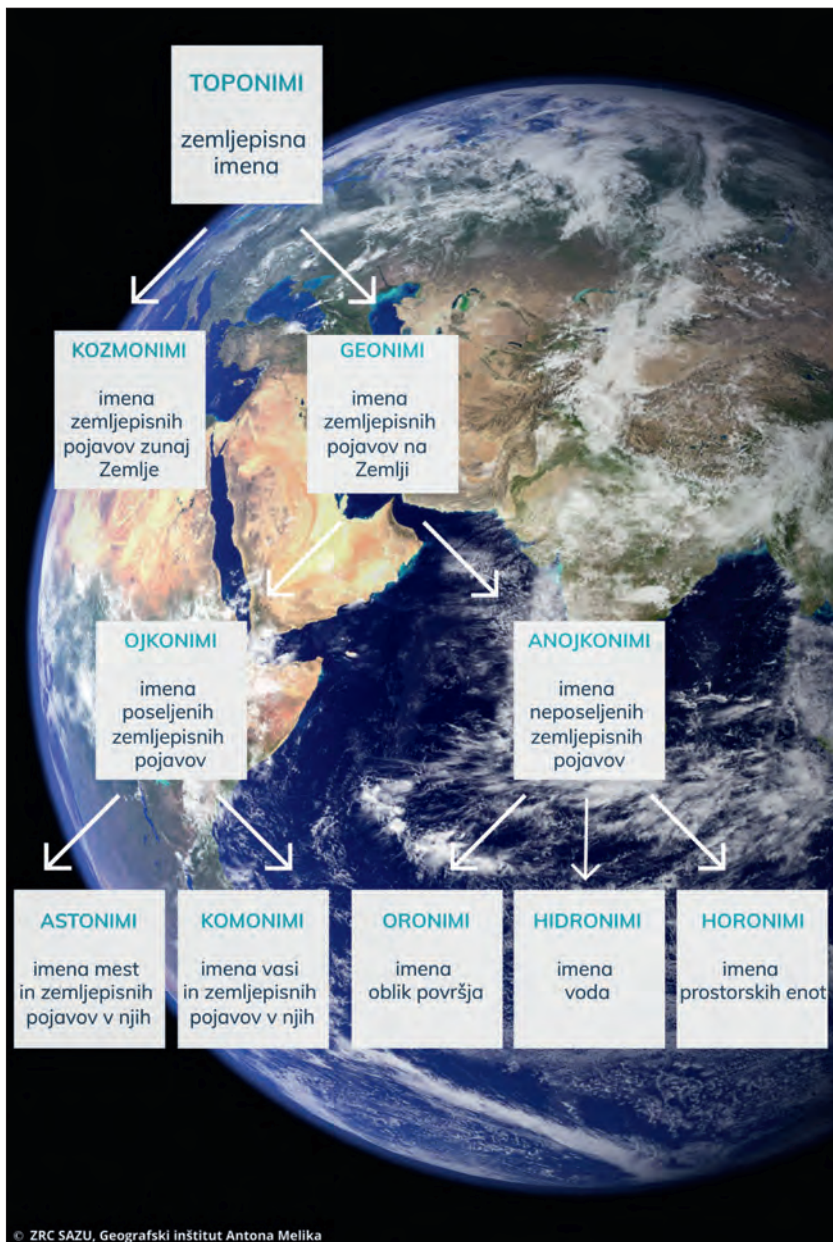 TOPONIMI
zemljepisna
imena
KOZMONIMI
imena
zemljepisnih
pojavov zunaj
Zemlje
GEONIMI
imena
zemljepisnih
pojavov na
Zemlji
OJKONIMI
imena
poseljenih
zemljepisnih
pojavov
ANOJKONIMI
imena
neposeljenih
zemljepisnih
pojavov
ASTONIMI
imena mest
in zemljepisnih
pojavov v njih
KOMONIMI
imena vasi
in zemljepisnih
pojavov v njih
ORONIMI
imena
oblik površja
HIDRONIMI
imena
voda
HORONIMI
imena
prostorskih enot
© ZRC SAZU, Geografski inštitut Antona Melika